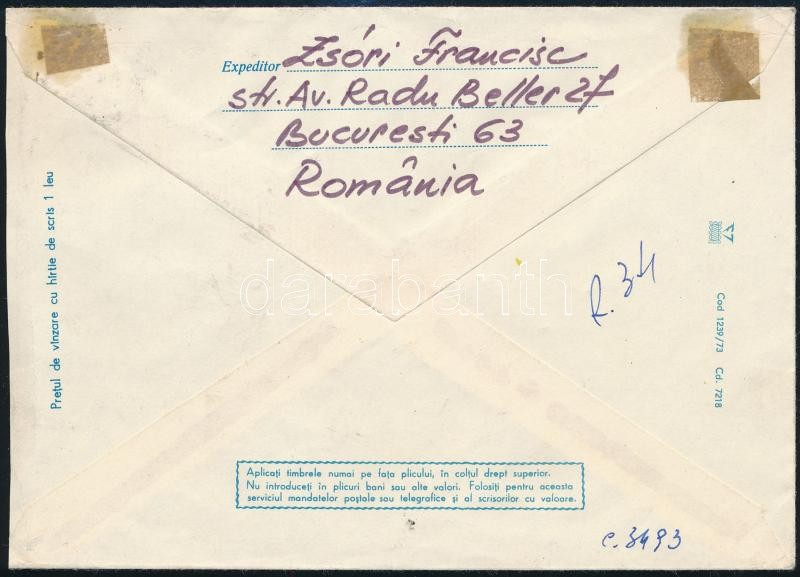 Expeditor Zsóri Francisc
str. Av. Radu Beller 27
Bucuresti 63
România
Prețul de vînzare cu hîrtie de scris 1 leu
R. 34
Cod 1239/73 Cd. 7218
darabanth
Aplicați timbrele numai pe fața plicului, în colțul drept superior.
Nu introduceți în plicuri bani sau alte valori. Folosiți pentru aceasta
serviciul mandatelor poștale sau telegrafice și al scrisorilor cu valoare.
c. 3493